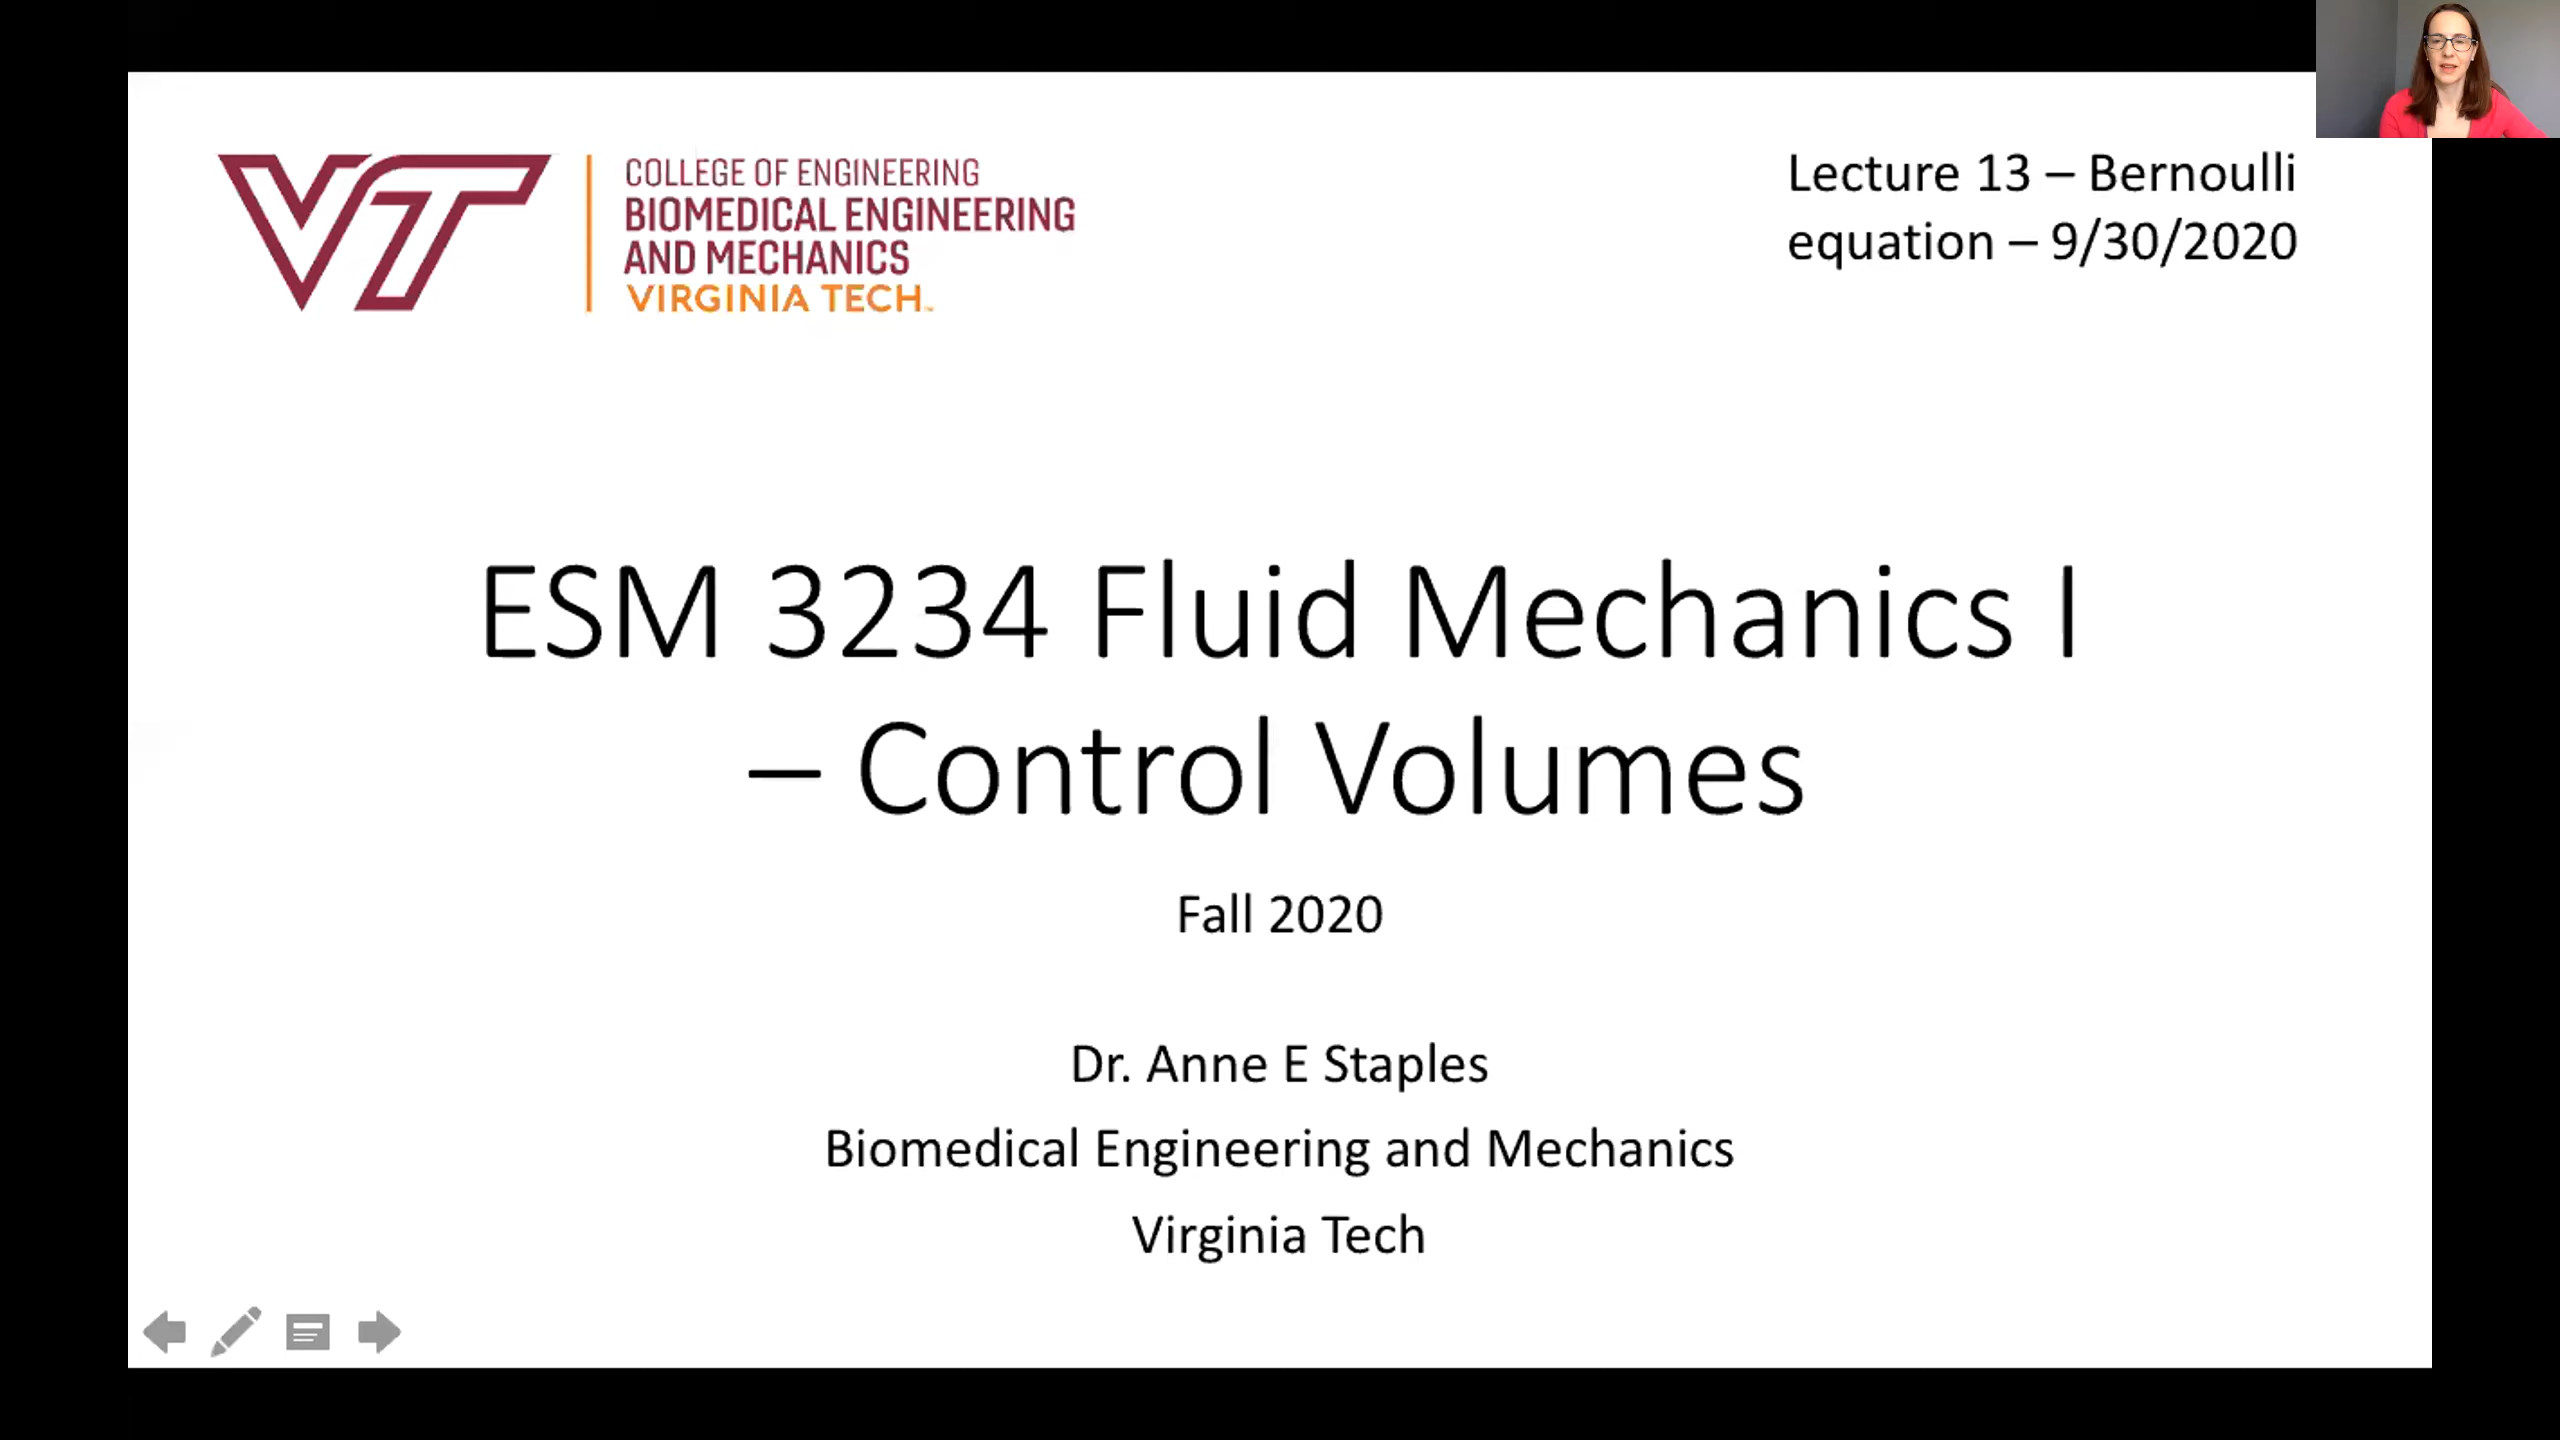 VT
COLLEGE OF ENGINEERING
BIOMEDICAL ENGINEERING
AND MECHANICS
VIRGINIA TECH
Lecture 13 – Bernoulli
equation – 9/30/2020
ESM 3234 Fluid Mechanics I
– Control Volumes
Fall 2020
Dr. Anne E Staples
Biomedical Engineering and Mechanics
Virginia Tech